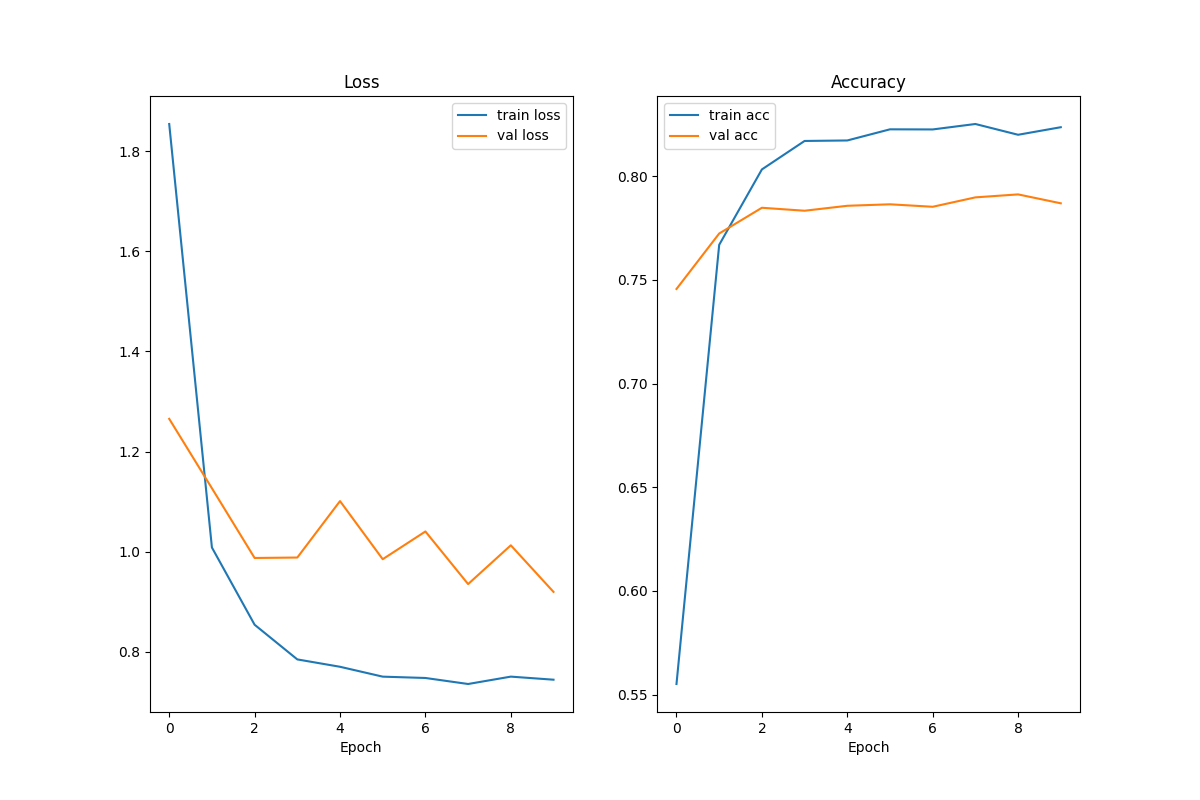 Loss
train loss
val loss
1.8
1.6
1.4
1.2
1.0
0.8
0 2 4 6 8
Epoch
Accuracy
train acc
val acc
0.80
0.75
0.70
0.65
0.60
0.55
0 2 4 6 8
Epoch